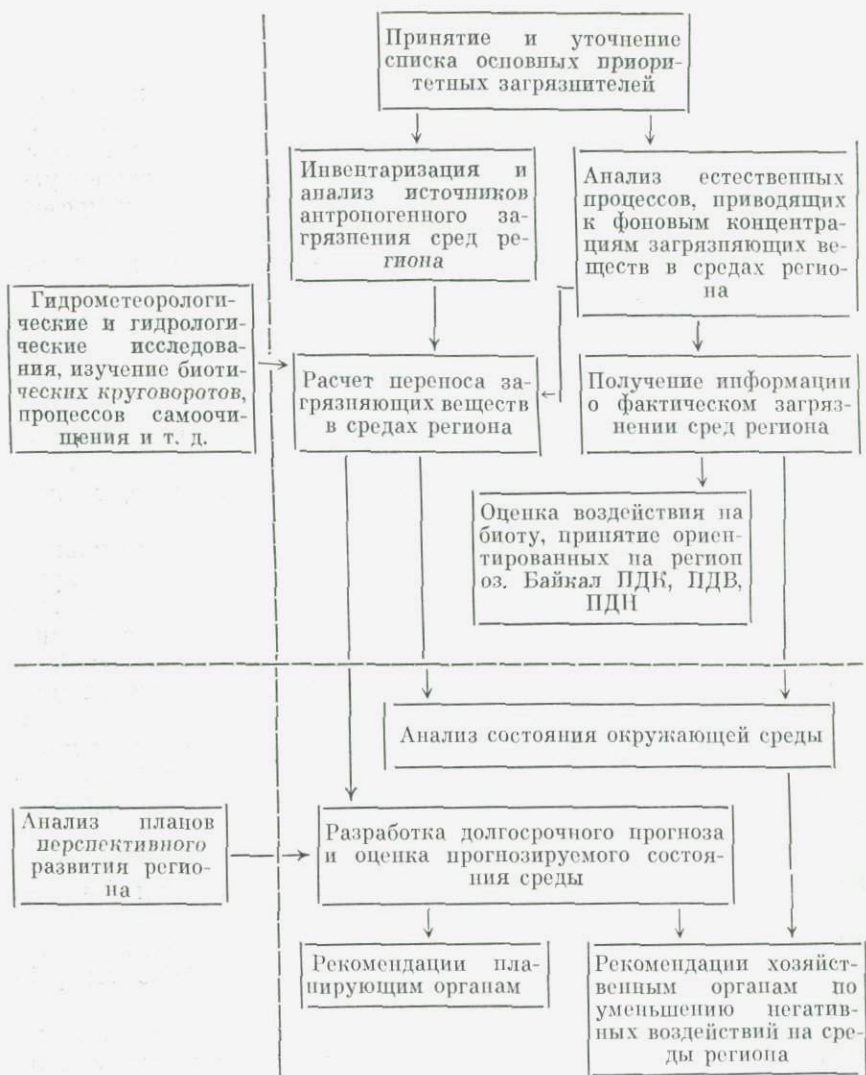 Принятие и уточнение
списка основных приори-
тетных загрязнителей
Инвентаризация и
анализ источников
антропогенного за-
грязнения сред ре-
гиона
Анализ естественных
процессов, приводящих
к фоновым концентра-
циям загрязняющих ве-
ществ в средах регио-
на
Гидрометеорологи-
ческие и гидрологи-
ческие исследова-
ния, изучение биоти-
ческих круговоротов,
процессов самоочи-
щения и т. д.
Расчет переноса за-
грязняющих веществ
в средах региона
Получение информации
о фактическом загряз-
нении сред региона
Оценка воздействия на
биоту, принятие ориен-
тированных на регион
оз. Байкал ПДК, ПДВ,
ПДН
Анализ состояния окружающей среды
Анализ планов
перспективного
развития регио-
на
Разработка долгосрочного прогноза
и оценка прогнозируемого состоя-
ния среды
Рекомендации пла-
нирующим органам
Рекомендации хозяйст-
венным органам по
уменьшению негатив-
ных воздействий на сре-
ды региона